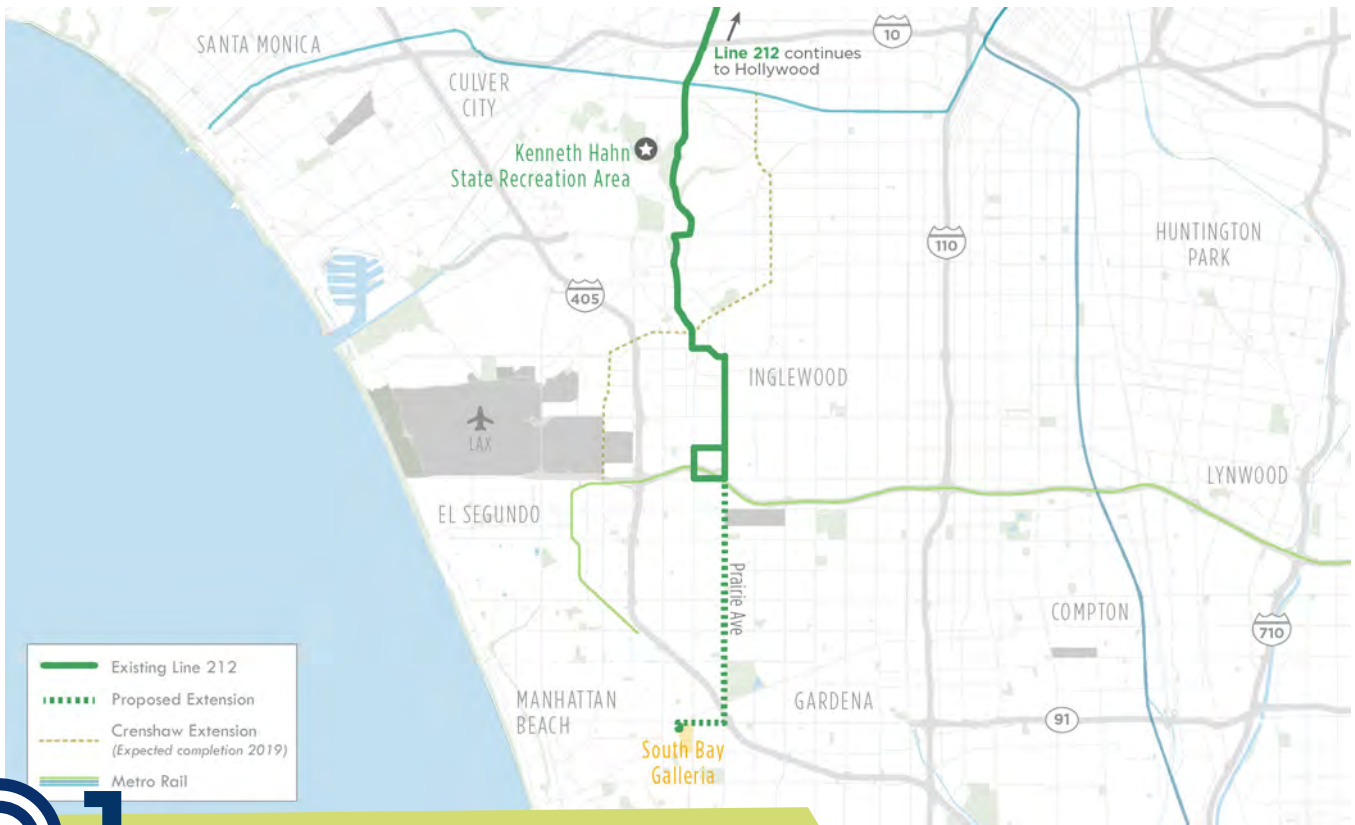 SANTA MONICA
10
Line 212 continues
to Hollywood
CULVER
CITY
Kenneth Hahn
State Recreation Area
110
HUNTINGTON
PARK
405
INGLEWOOD
LAX
LYNWOOD
EL SEGUNDO
Prairie Ave
COMPTON
710
MANHATTAN
BEACH
GARDENA
91
South Bay
Galleria
Existing Line 212
Proposed Extension
Crenshaw Extension
(Expected completion 2019)
Metro Rail